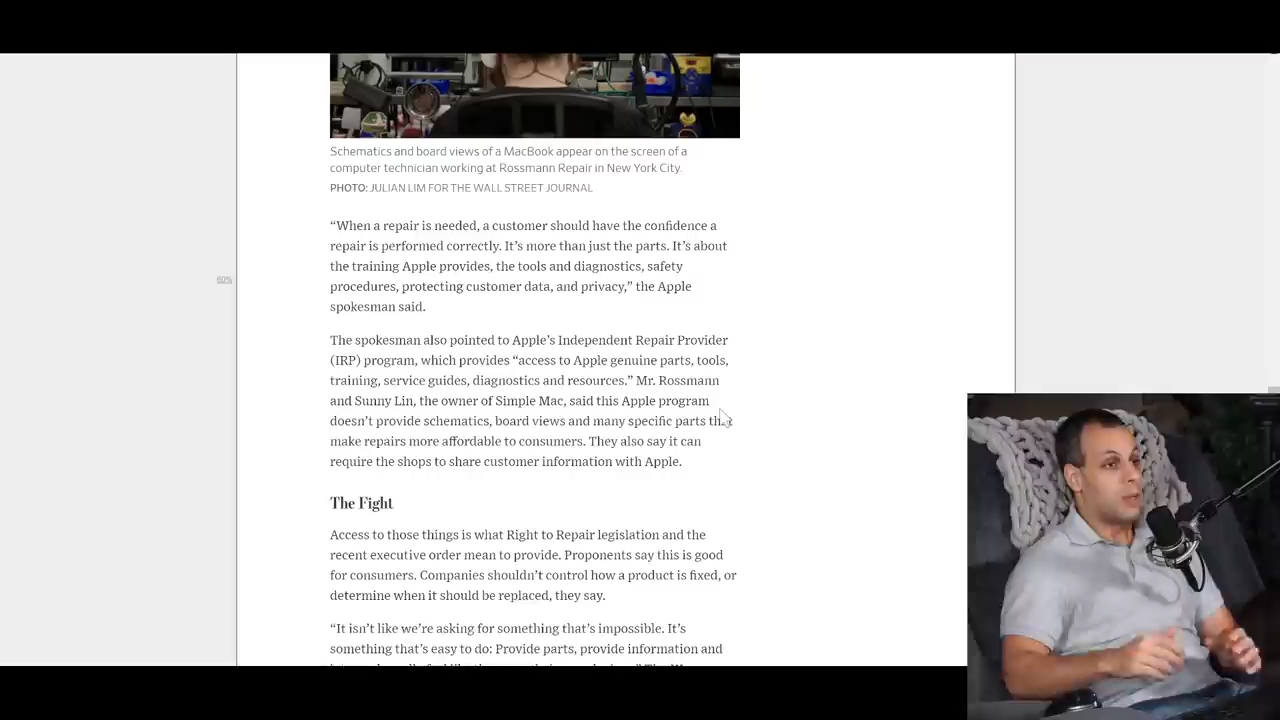 Schematics and board views of a MacBook appear on the screen of a
computer technician working at Rossmann Repair in New York City.
PHOTO: JULIAN LIM FOR THE WALL STREET JOURNAL
“When a repair is needed, a customer should have the confidence a
repair is performed correctly. It’s more than just the parts. It’s about
the training Apple provides, the tools and diagnostics, safety
60%
procedures, protecting customer data, and privacy,” the Apple
spokesman said.
The spokesman also pointed to Apple’s Independent Repair Provider
(IRP) program, which provides “access to Apple genuine parts, tools,
training, service guides, diagnostics and resources.” Mr. Rossmann
and Sunny Lin, the owner of Simple Mac, said this Apple program
doesn’t provide schematics, board views and many specific parts that
make repairs more affordable to consumers. They also say it can
require the shops to share customer information with Apple.
The Fight
Access to those things is what Right to Repair legislation and the
recent executive order mean to provide. Proponents say this is good
for consumers. Companies shouldn’t control how a product is fixed, or
determine when it should be replaced, they say.
“It isn’t like we’re asking for something that’s impossible. It’s
something that’s easy to do: Provide parts, provide information and